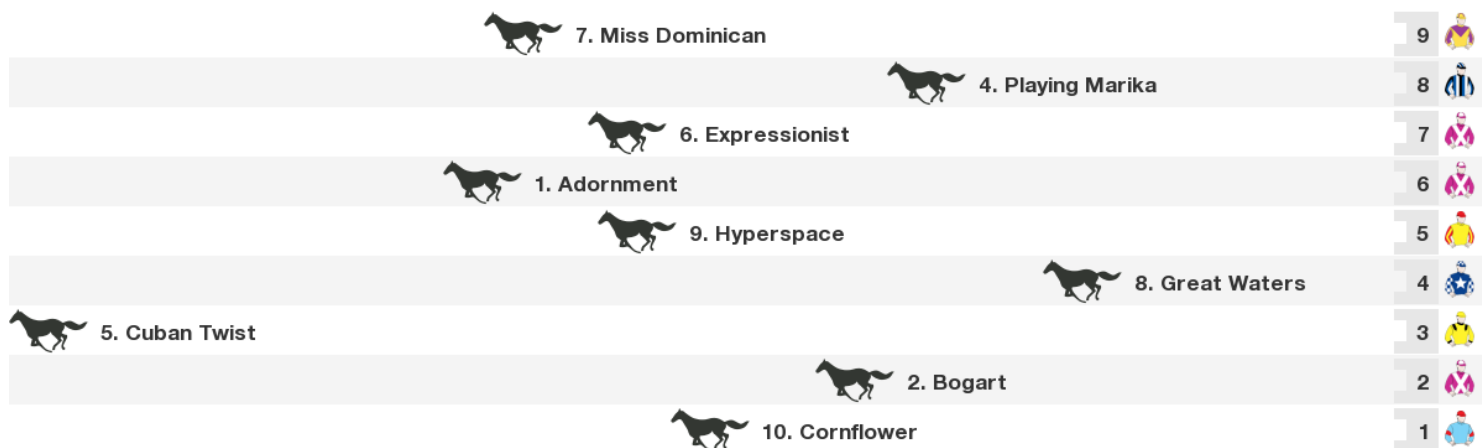 7. Miss Dominican 9
4. Playing Marika 8
6. Expressionist 7
1. Adornment 6
9. Hyperspace 5
8. Great Waters 4
5. Cuban Twist 3
2. Bogart 2
10. Cornflower 1